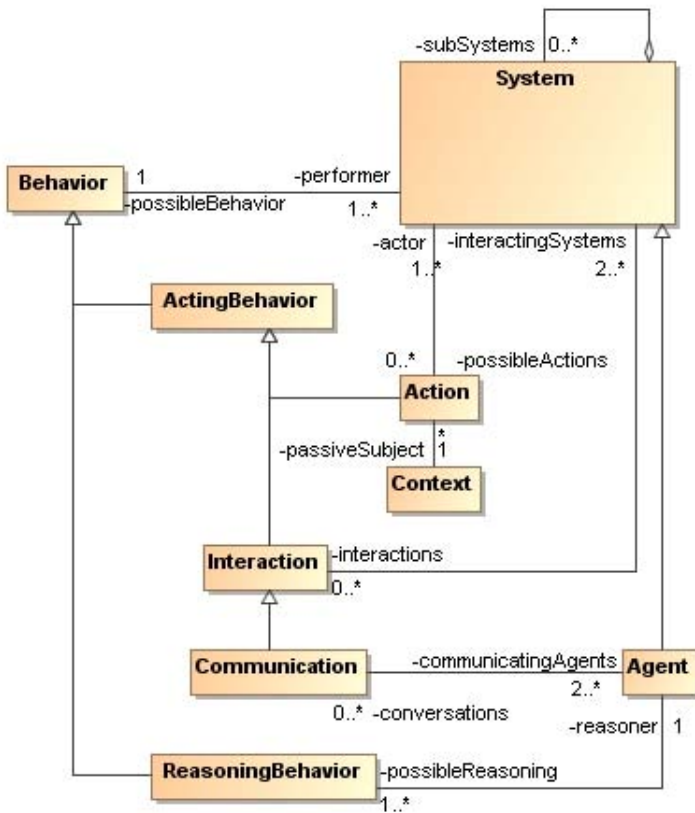 -subSystems 0..*
System
Behavior
1
-possibleBehavior
-performer
1..*
-actor
1..*
-interactingSystems
2..*
ActingBehavior
0..*
-possibleActions
Action
*
-passiveSubject
1
Context
Interaction
-interactions
0..*
Communication
-communicatingAgents
2..*
Agent
0..*
-conversations
-reasoner
1
ReasoningBehavior
-possibleReasoning
1..*